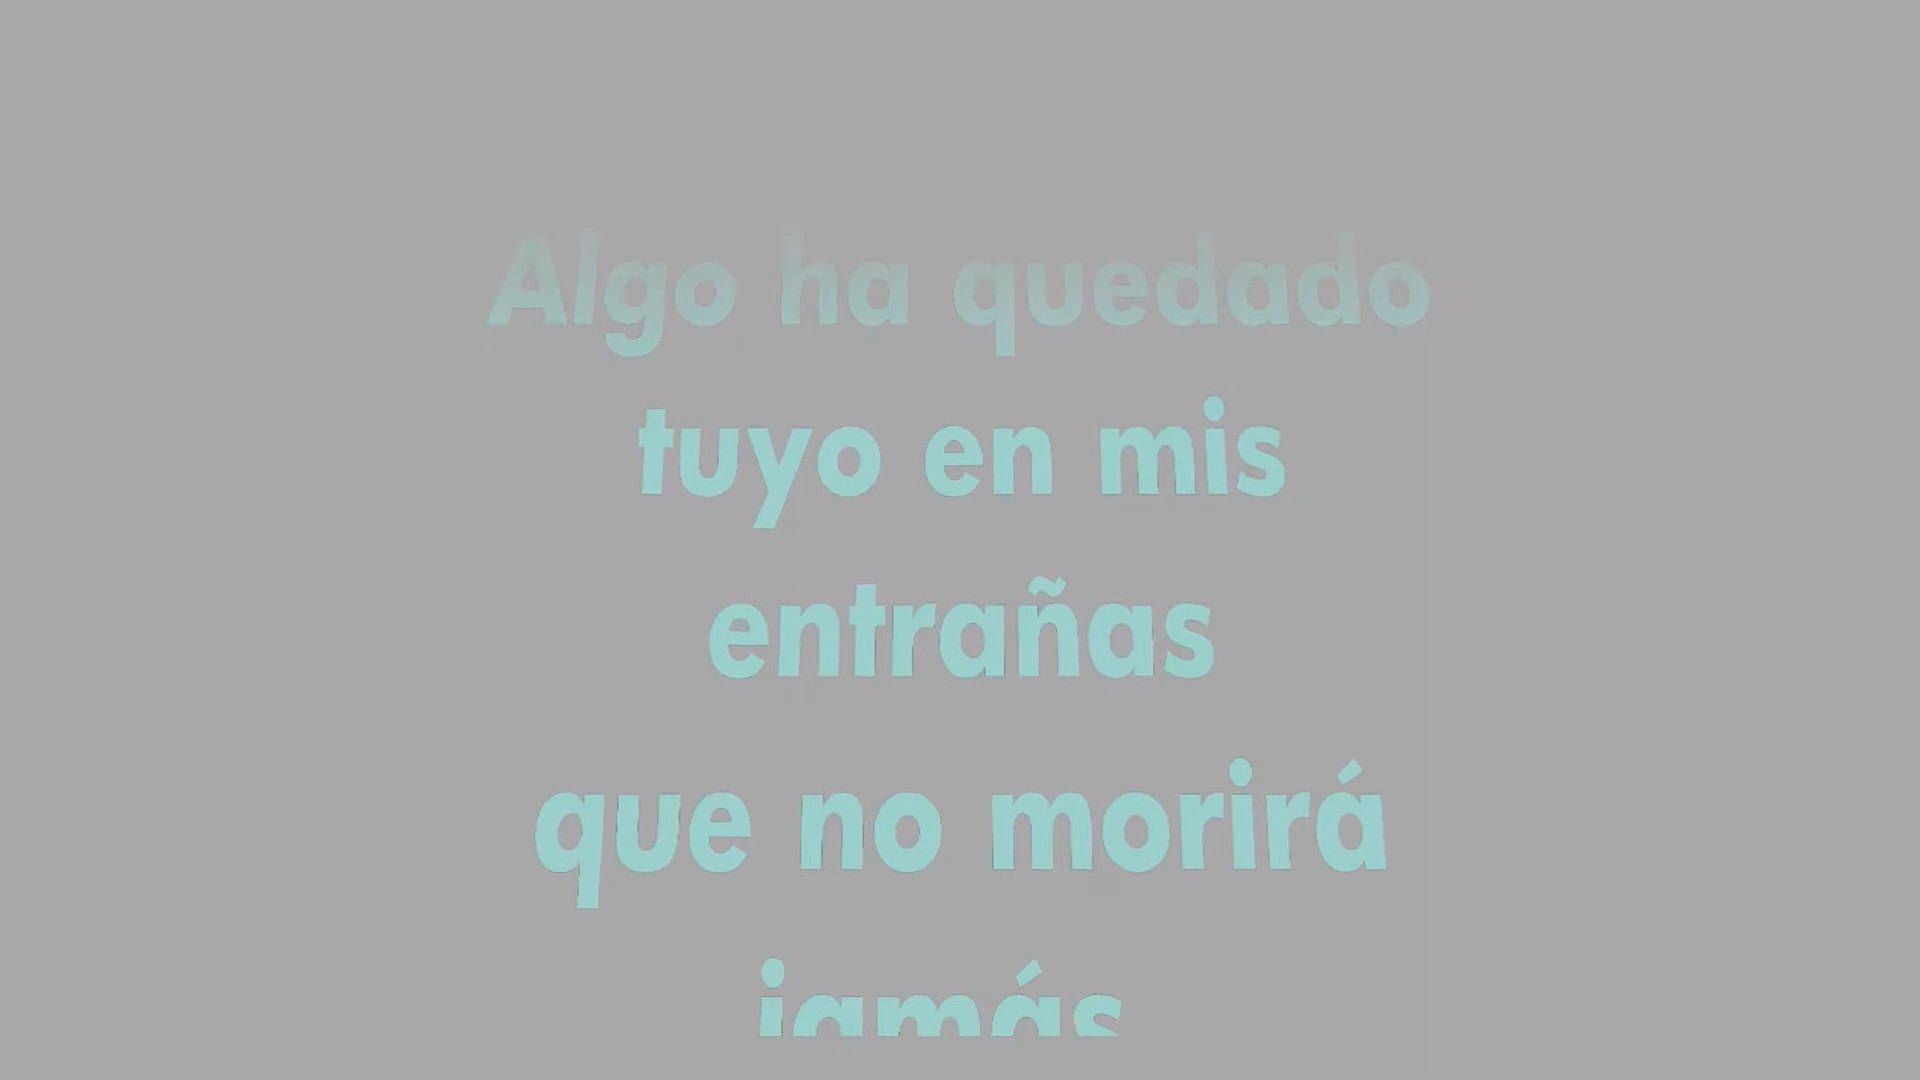 Algo ha quedado
tuyo en mis
entrañas
que no morirá
jamás